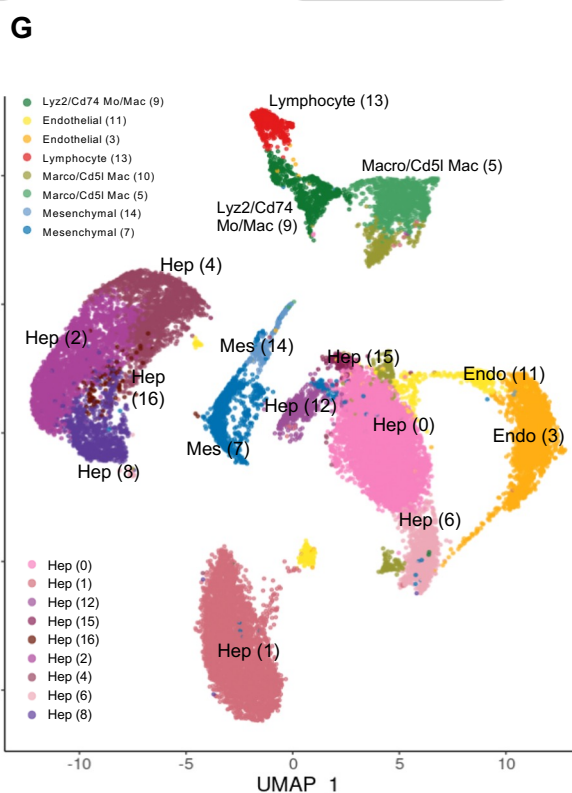 G
Lyz2/Cd74 Mo/Mac (9)
Endothelial (11)
Endothelial (3)
Lymphocyte (13)
Marco/Cd5l Mac (10)
Marco/Cd5l Mac (5)
Mesenchymal (14)
Mesenchymal (7)
Lymphocyte (13)
Macro/Cd5l Mac (5)
Lyz2/Cd74
Mo/Mac (9)
Hep (4)
Hep (2)
Mes (14)
Hep (15)
Hep
(16)
Endo (11)
Hep (12)
Hep (0)
Endo (3)
Mes (7)
Hep (8)
Hep (6)
Hep (0)
Hep (1)
Hep (12)
Hep (15)
Hep (16)
Hep (2)
Hep (4)
Hep (6)
Hep (8)
Hep (1)
-10 -5 0 5 10
UMAP 1